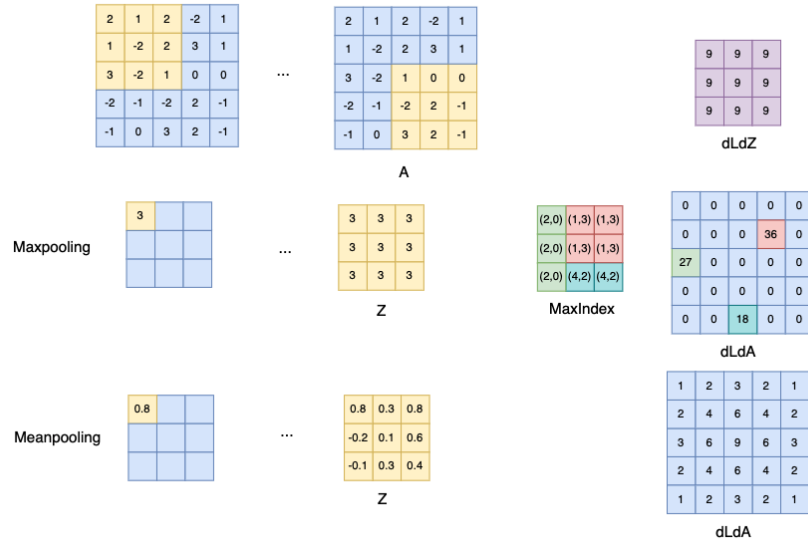 2 1 2 -2 1
1 -2 2 3 1
3 -2 1 0 0
-2 -1 -2 2 -1
-1 0 3 2 -1
...
2 1 2 -2 1
1 -2 2 3 1
3 -2 1 0 0
-2 -1 -2 2 -1
-1 0 3 2 -1
A
9 9 9
9 9 9
9 9 9
dLdZ
Maxpooling
3
...
3 3 3
3 3 3
3 3 3
Z
(2,0) (1,3) (1,3)
(2,0) (1,3) (1,3)
(2,0) (4,2) (4,2)
MaxIndex
0 0 0 0 0
0 0 0 36 0
27 0 0 0 0
0 0 0 0 0
0 0 18 0 0
dLdA
Meanpooling
0.8
...
0.8 0.3 0.8
-0.2 0.1 0.6
-0.1 0.3 0.4
Z
1 2 3 2 1
2 4 6 4 2
3 6 9 6 3
2 4 6 4 2
1 2 3 2 1
dLdA